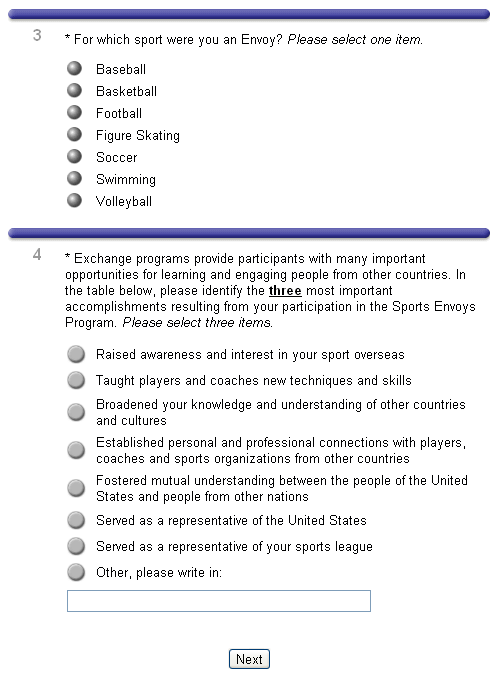 3
* For which sport were you an Envoy? Please select one item.
Baseball
Basketball
Football
Figure Skating
Soccer
Swimming
Volleyball
4
* Exchange programs provide participants with many important
opportunities for learning and engaging people from other countries. In
the table below, please identify the three most important
accomplishments resulting from your participation in the Sports Envoys
Program. Please select three items.
Raised awareness and interest in your sport overseas
Taught players and coaches new techniques and skills
Broadened your knowledge and understanding of other countries
and cultures
Established personal and professional connections with players,
coaches and sports organizations from other countries
Fostered mutual understanding between the people of the United
States and people from other nations
Served as a representative of the United States
Served as a representative of your sports league
Other, please write in:
Next